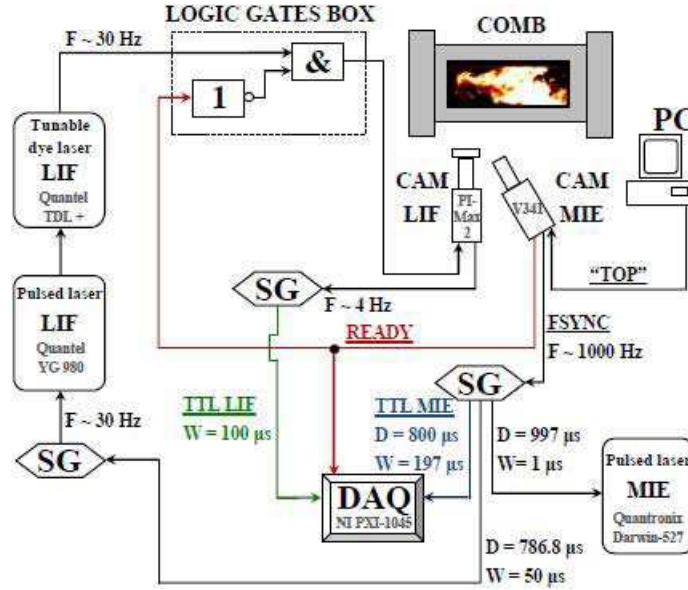 LOGIC GATES BOX
F ~ 30 Hz
COMB
&
1
PC
Tunable
dye laser
LIF
Quantel
TDL +
CAM
LIF
PI-
Max
2
V341
CAM
MIE
“TOP”
Pulsed laser
LIF
Quantel
YG 980
SG
F ~ 4 Hz
READY
FSYNC
F ~ 1000 Hz
SG
TTL LIF
W = 100 µs
TTL MIE
D = 800 µs
W = 197 µs
D = 997 µs
W= 1 µs
F ~ 30 Hz
SG
DAQ
NI PXI-1045
Pulsed laser
MIE
Quantronix
Darwin-527
D = 786.8 µs
W = 50 µs